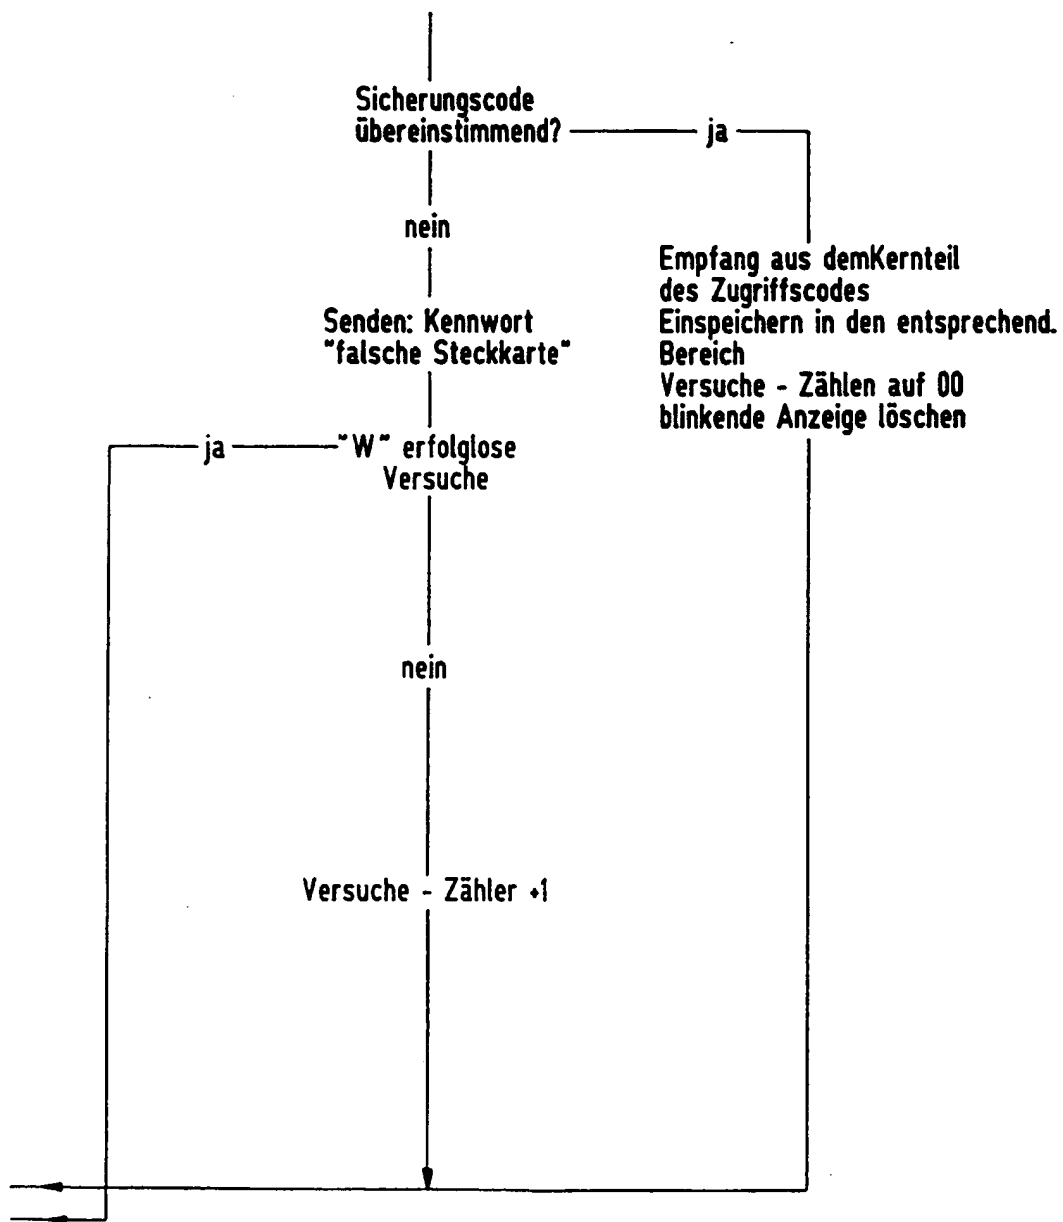 Sicherungscode
übereinstimmend?
ja
nein
Empfang aus demKernteil
des Zugriffscodes
Einspeichern in den entsprechend.
Bereich
Versuche - Zählen auf 00
blinkende Anzeige löschen
Senden: Kennwort
"falsche Steckkarte"
ja
"W" erfoglose
Versuche
nein
Versuche - Zähler +1